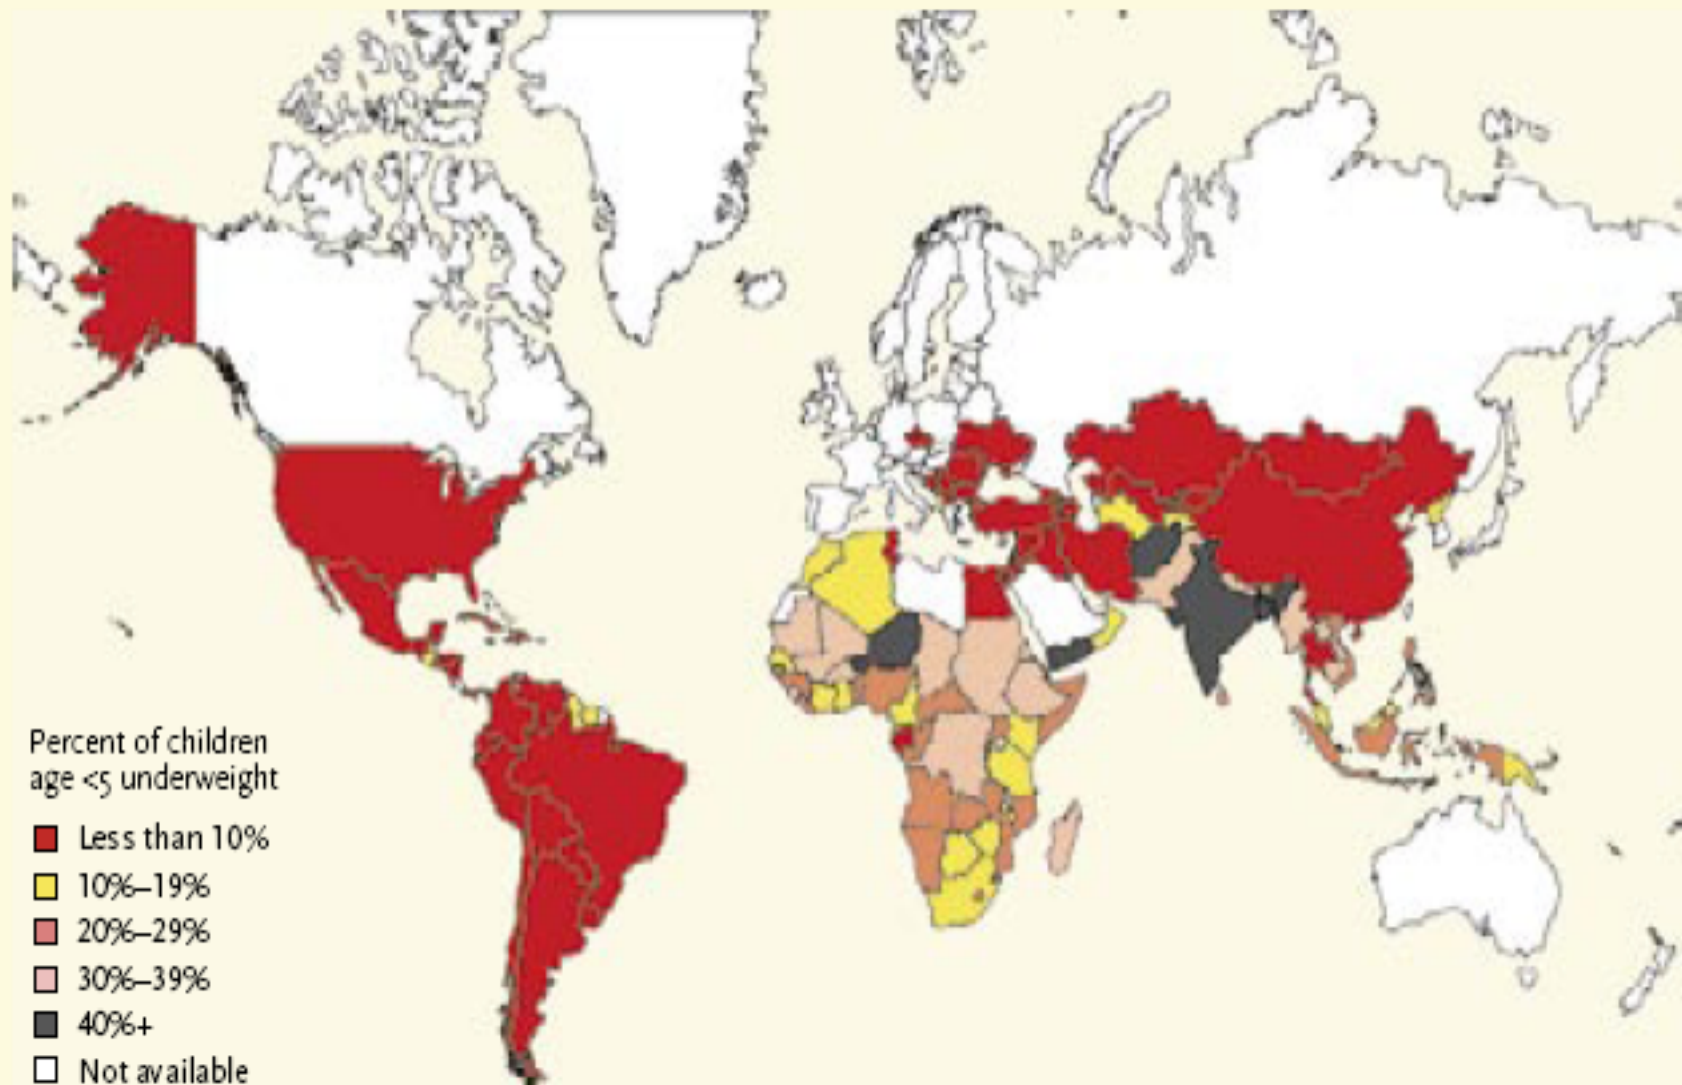 Percent of children
age <5 underweight
Less than 10%
10%–19%
20%–29%
30%–39%
40%+
Not available